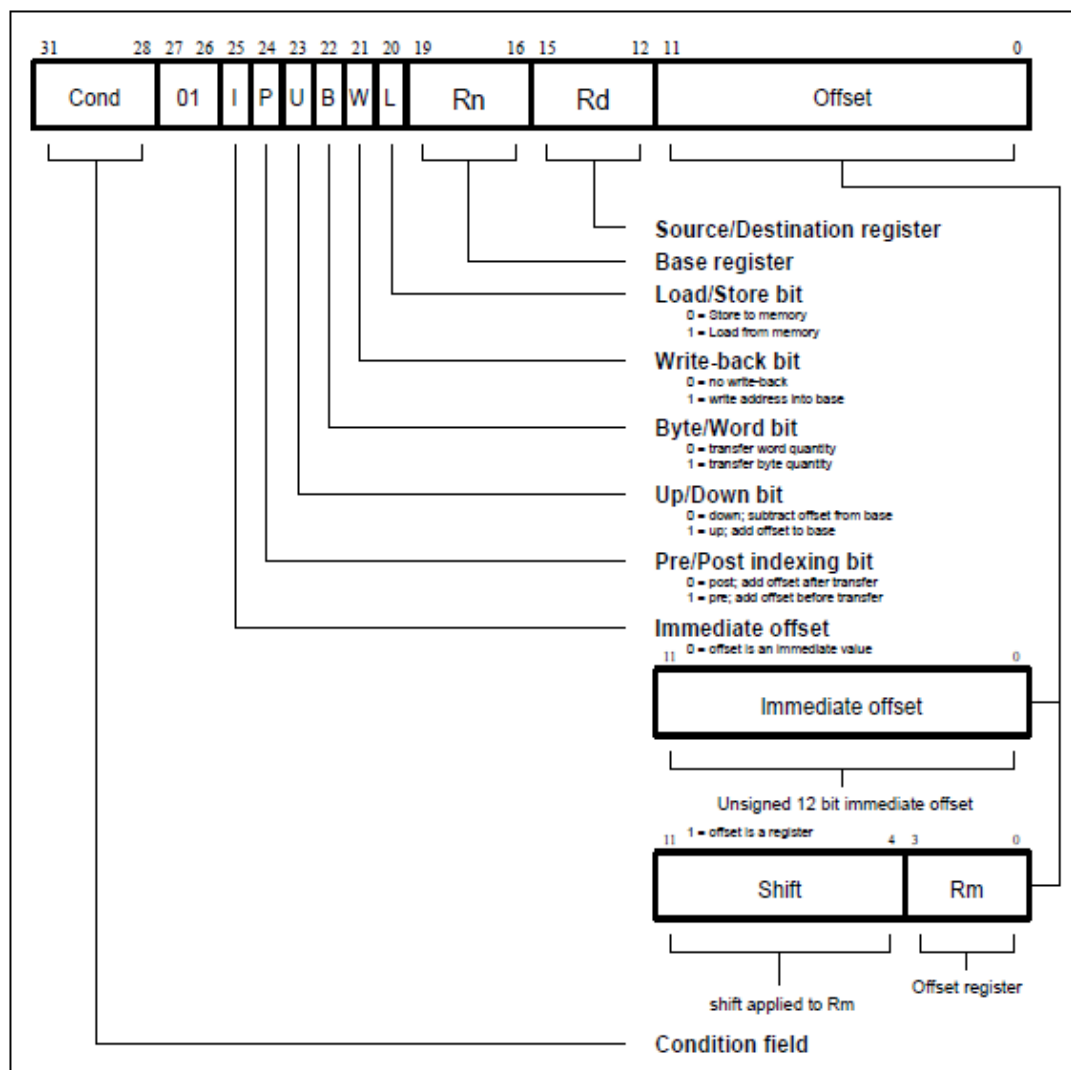 31 28 27 26 25 24 23 22 21 20 19 16 15 12 11 0
Cond 01 I P U B W L Rn Rd Offset
Source/Destination register
Base register
Load/Store bit
0 = Store to memory
1 = Load from memory
Write-back bit
0 = no write-back
1 = write address into base
Byte/Word bit
0 = transfer word quantity
1 = transfer byte quantity
Up/Down bit
0 = down; subtract offset from base
1 = up; add offset to base
Pre/Post indexing bit
0 = post; add offset after transfer
1 = pre; add offset before transfer
Immediate offset
0 = offset is an immediate value
11 0
Immediate offset
Unsigned 12 bit immediate offset
1 = offset is a register
11 4 3 0
Shift Rm
shift applied to Rm
Offset register
Condition field